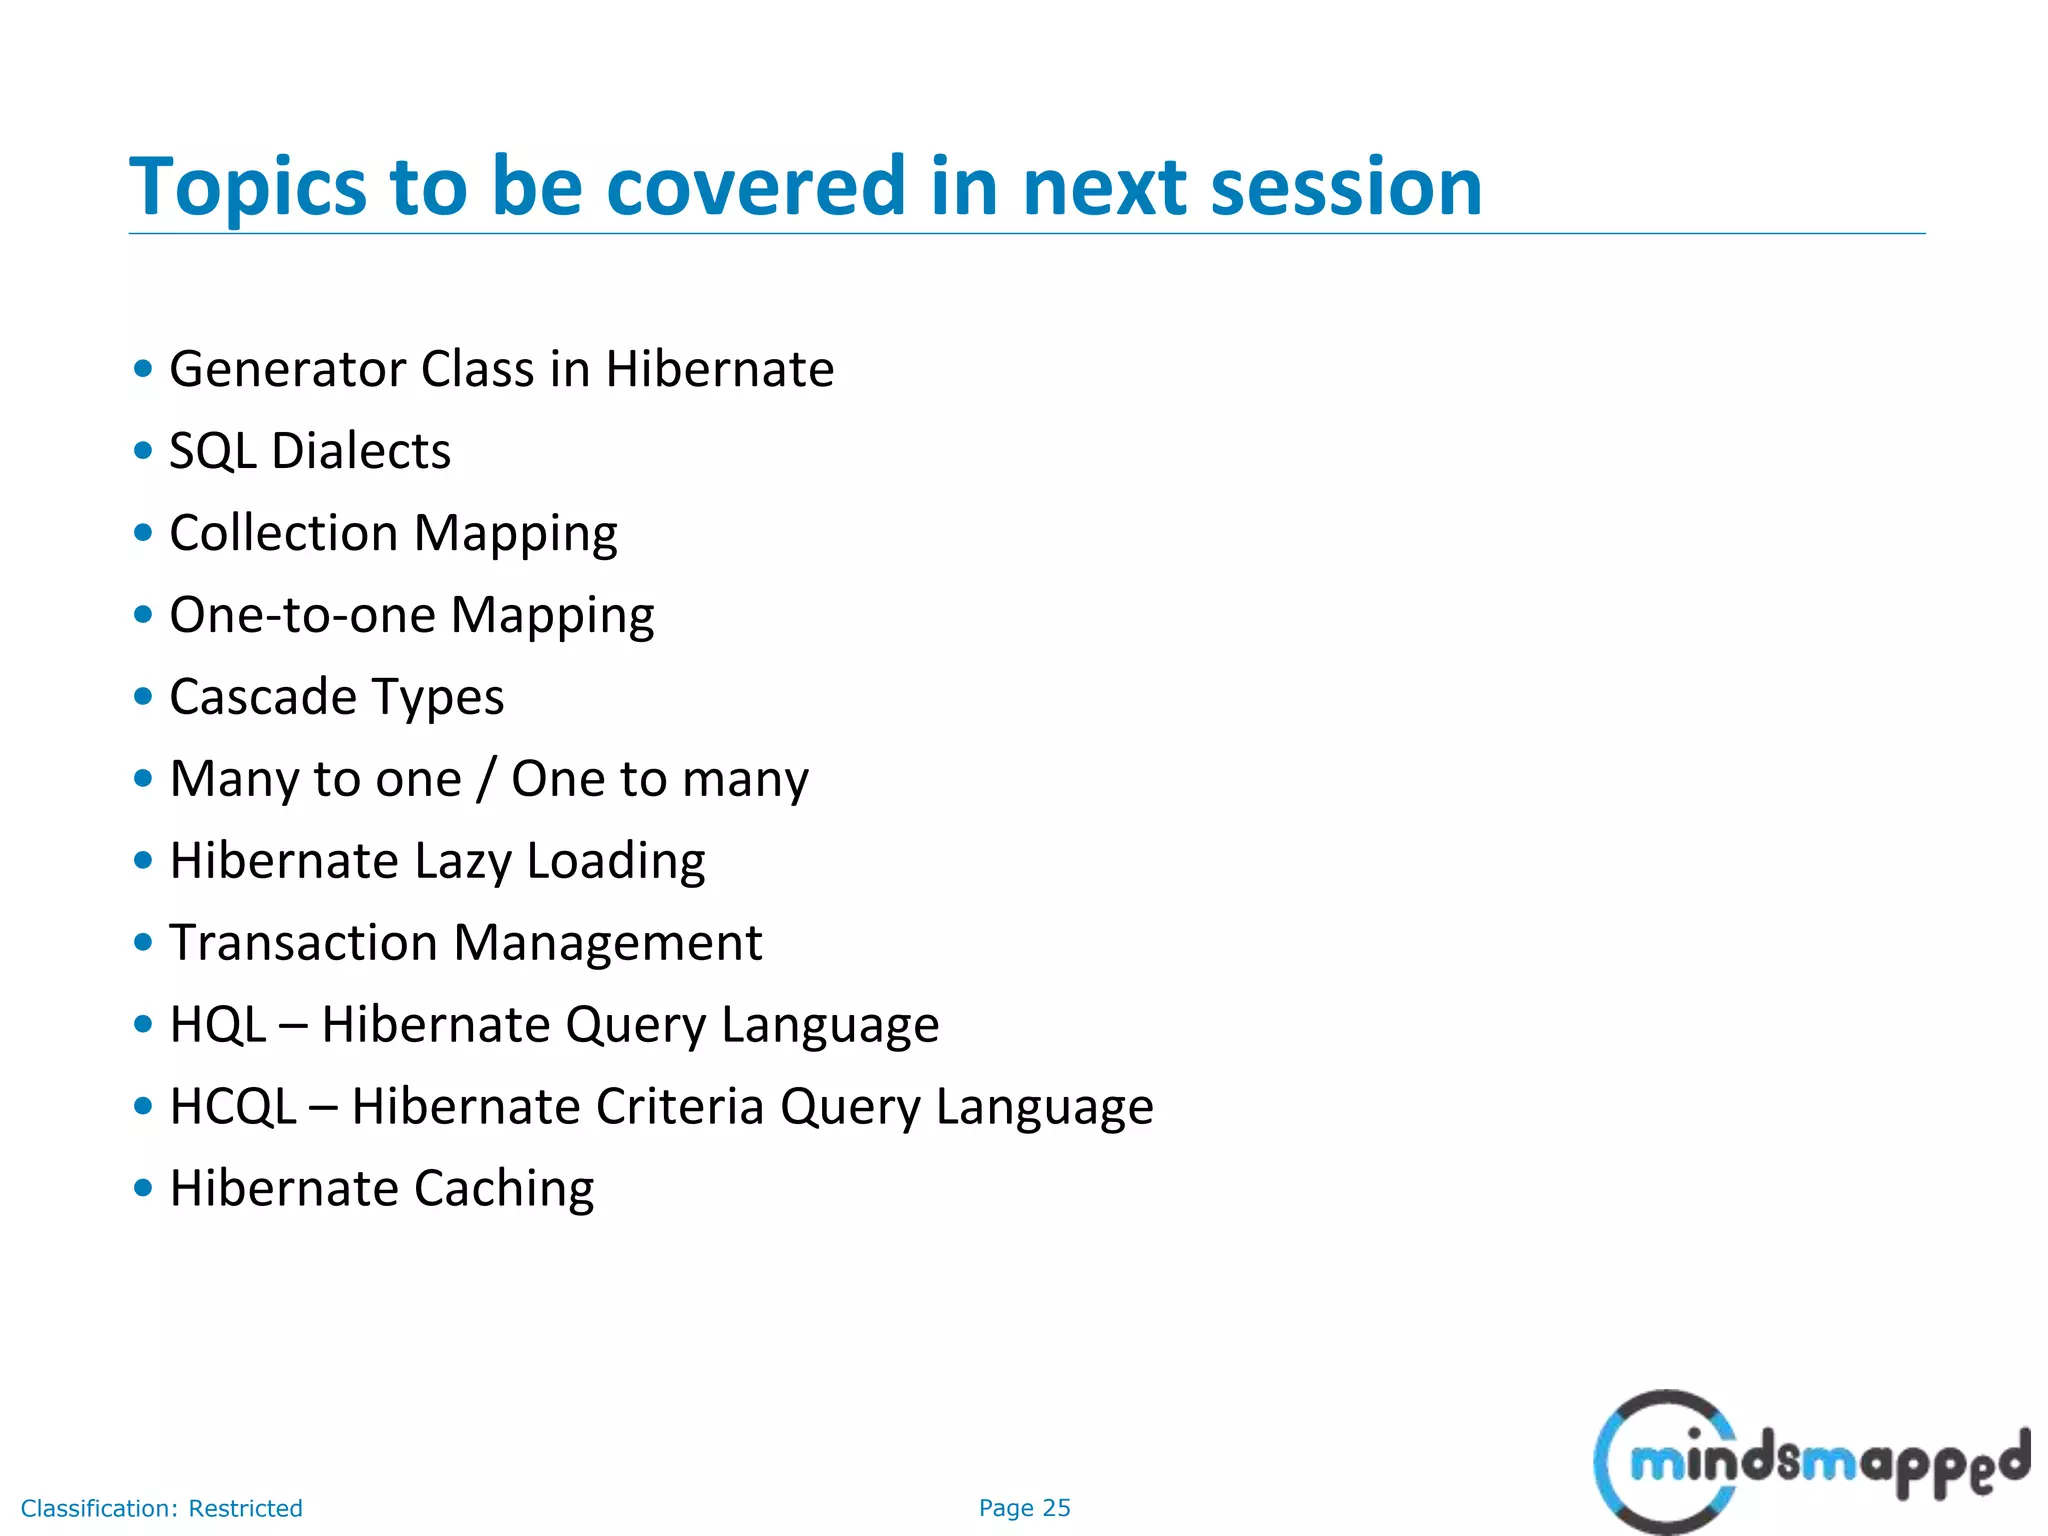 Topics to be covered in next session
• Generator Class in Hibernate
• SQL Dialects
• Collection Mapping
• One-to-one Mapping
• Cascade Types
• Many to one / One to many
• Hibernate Lazy Loading
• Transaction Management
• HQL – Hibernate Query Language
• HCQL – Hibernate Criteria Query Language
• Hibernate Caching
mindsmapped
Classification: Restricted
Page 25